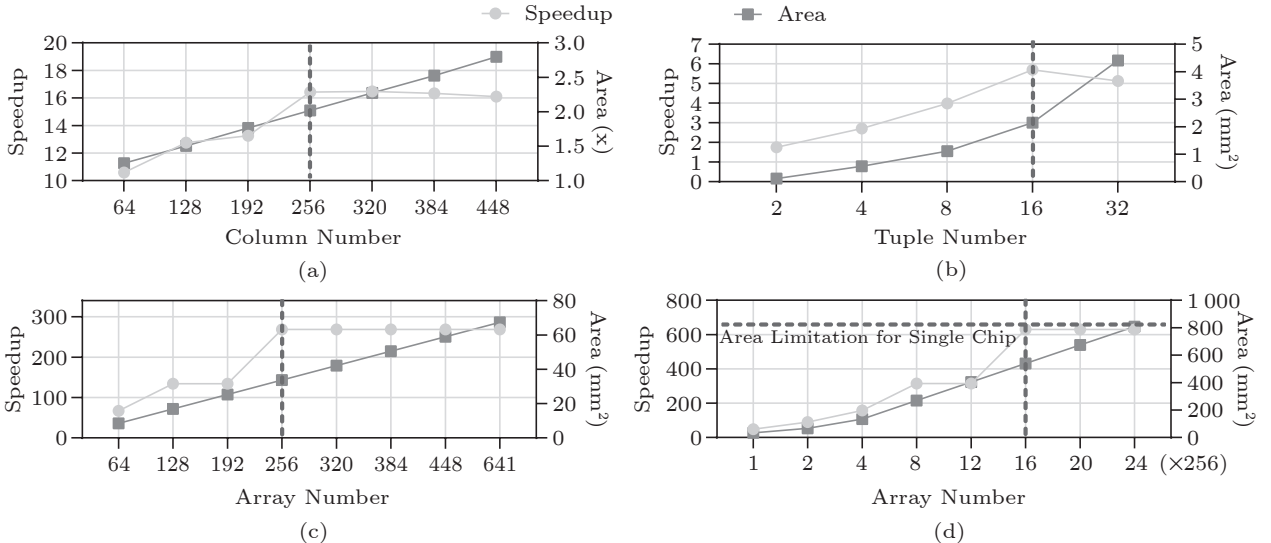 Speedup
Area
20
18
16
14
12
10
Speedup
3.0
2.5
2.0
1.5
1.0
Area (x)
64 128 192 256 320 384 448
Column Number
(a)
7
6
5
4
3
2
1
0
Speedup
5
4
3
2
1
0
Area (mm²)
2 4 8 16 32
Tuple Number
(b)
300
200
100
0
Speedup
80
60
40
20
0
Area (mm²)
64 128 192 256 320 384 448 641
Array Number
(c)
800
600
400
200
0
Speedup
Area Limitation for Single Chip
1 000
800
600
400
200
0
Area (mm²)
1 2 4 8 12 16 20 24 (×256)
Array Number
(d)